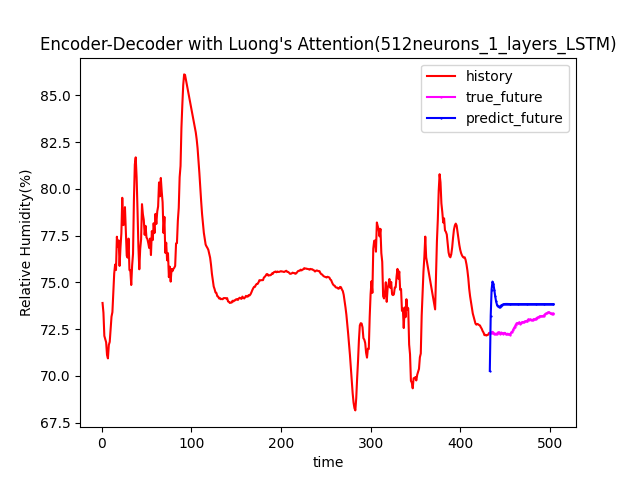 Encoder-Decoder with Luong's Attention(512neurons_1_layers_LSTM)
history
true_future
predict_future
Relative Humidity(%)
85.0
82.5
80.0
77.5
75.0
72.5
70.0
67.5
0 100 200 300 400 500
time